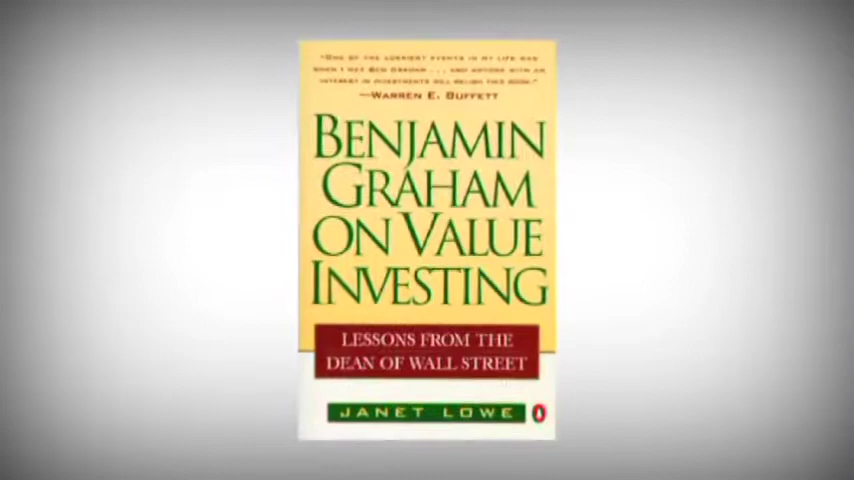 "ONE OF THE LUCKIEST EVENTS IN MY LIFE WAS
WHEN I MET BEN GRAHAM . . . AND ANYONE WITH AN
INTEREST IN INVESTMENTS WILL RELISH THIS BOOK."
—WARREN E. BUFFETT
BENJAMIN
GRAHAM
ON VALUE
INVESTING
LESSONS FROM THE
DEAN OF WALL STREET
JANET LOWE